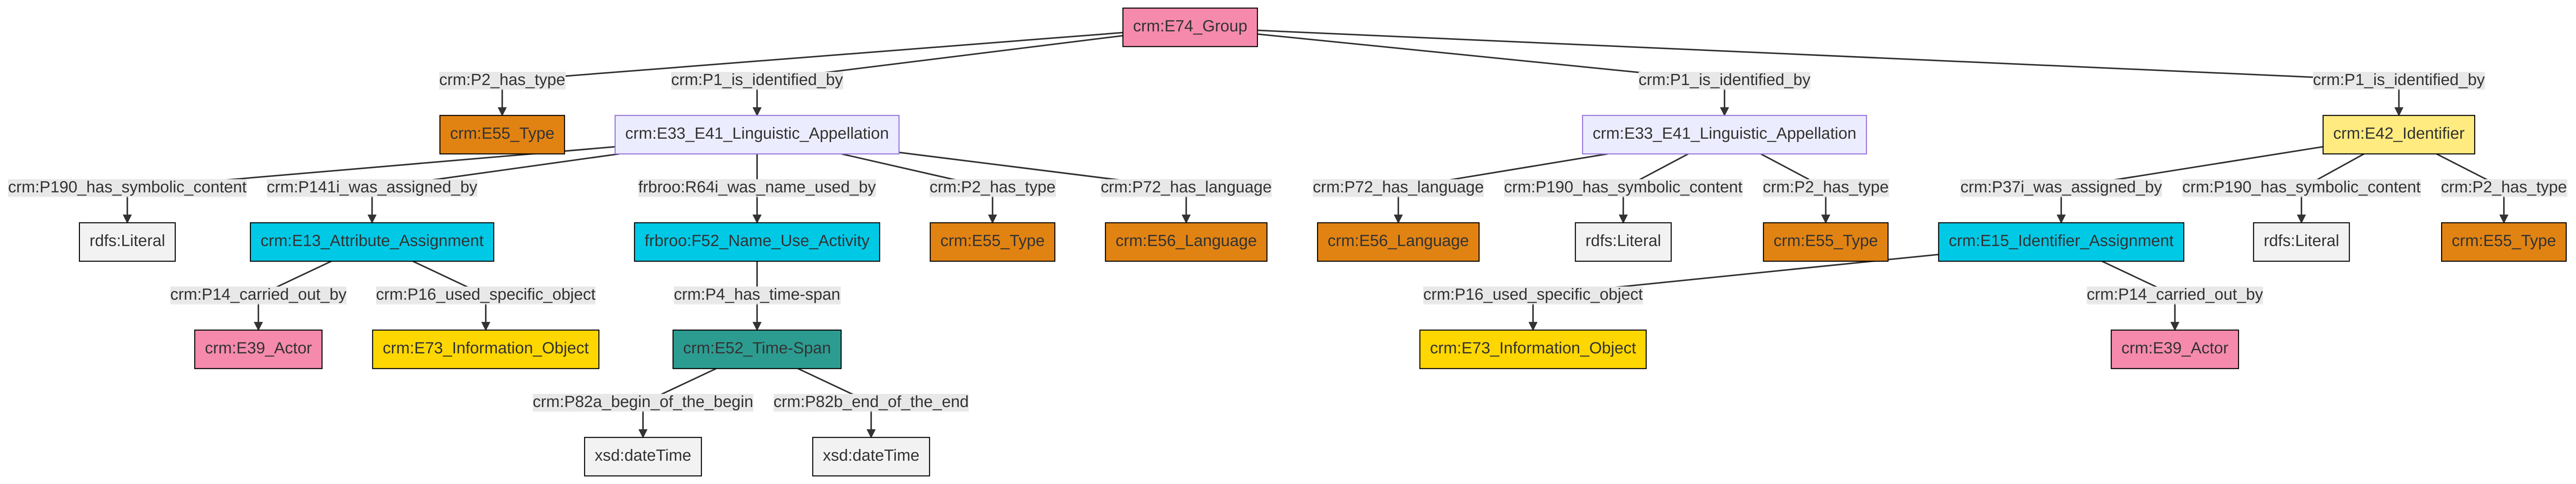 crm:E74_Group
crm:P2_has_type
crm:P1_is_identified_by
crm:P1_is_identified_by
crm:P1_is_identified_by
crm:E55_Type
crm:E33_E41_Linguistic_Appellation
crm:E33_E41_Linguistic_Appellation
crm:E42_Identifier
crm:P190_has_symbolic_content
crm:P141i_was_assigned_by
frbroo:R64i_was_name_used_by
crm:P2_has_type
crm:P72_has_language
crm:P72_has_language
crm:P190_has_symbolic_content
crm:P2_has_type
crm:P37i_was_assigned_by
crm:P190_has_symbolic_content
crm:P2_has_type
rdfs:Literal
crm:E13_Attribute_Assignment
frbroo:F52_Name_Use_Activity
crm:E55_Type
crm:E56_Language
crm:E56_Language
rdfs:Literal
crm:E55_Type
crm:E15_Identifier_Assignment
rdfs:Literal
crm:E55_Type
crm:P14_carried_out_by
crm:P16_used_specific_object
crm:P4_has_time-span
crm:P16_used_specific_object
crm:P14_carried_out_by
crm:E39_Actor
crm:E73_Information_Object
crm:E52_Time-Span
crm:E73_Information_Object
crm:E39_Actor
crm:P82a_begin_of_the_begin
crm:P82b_end_of_the_end
xsd:dateTime
xsd:dateTime